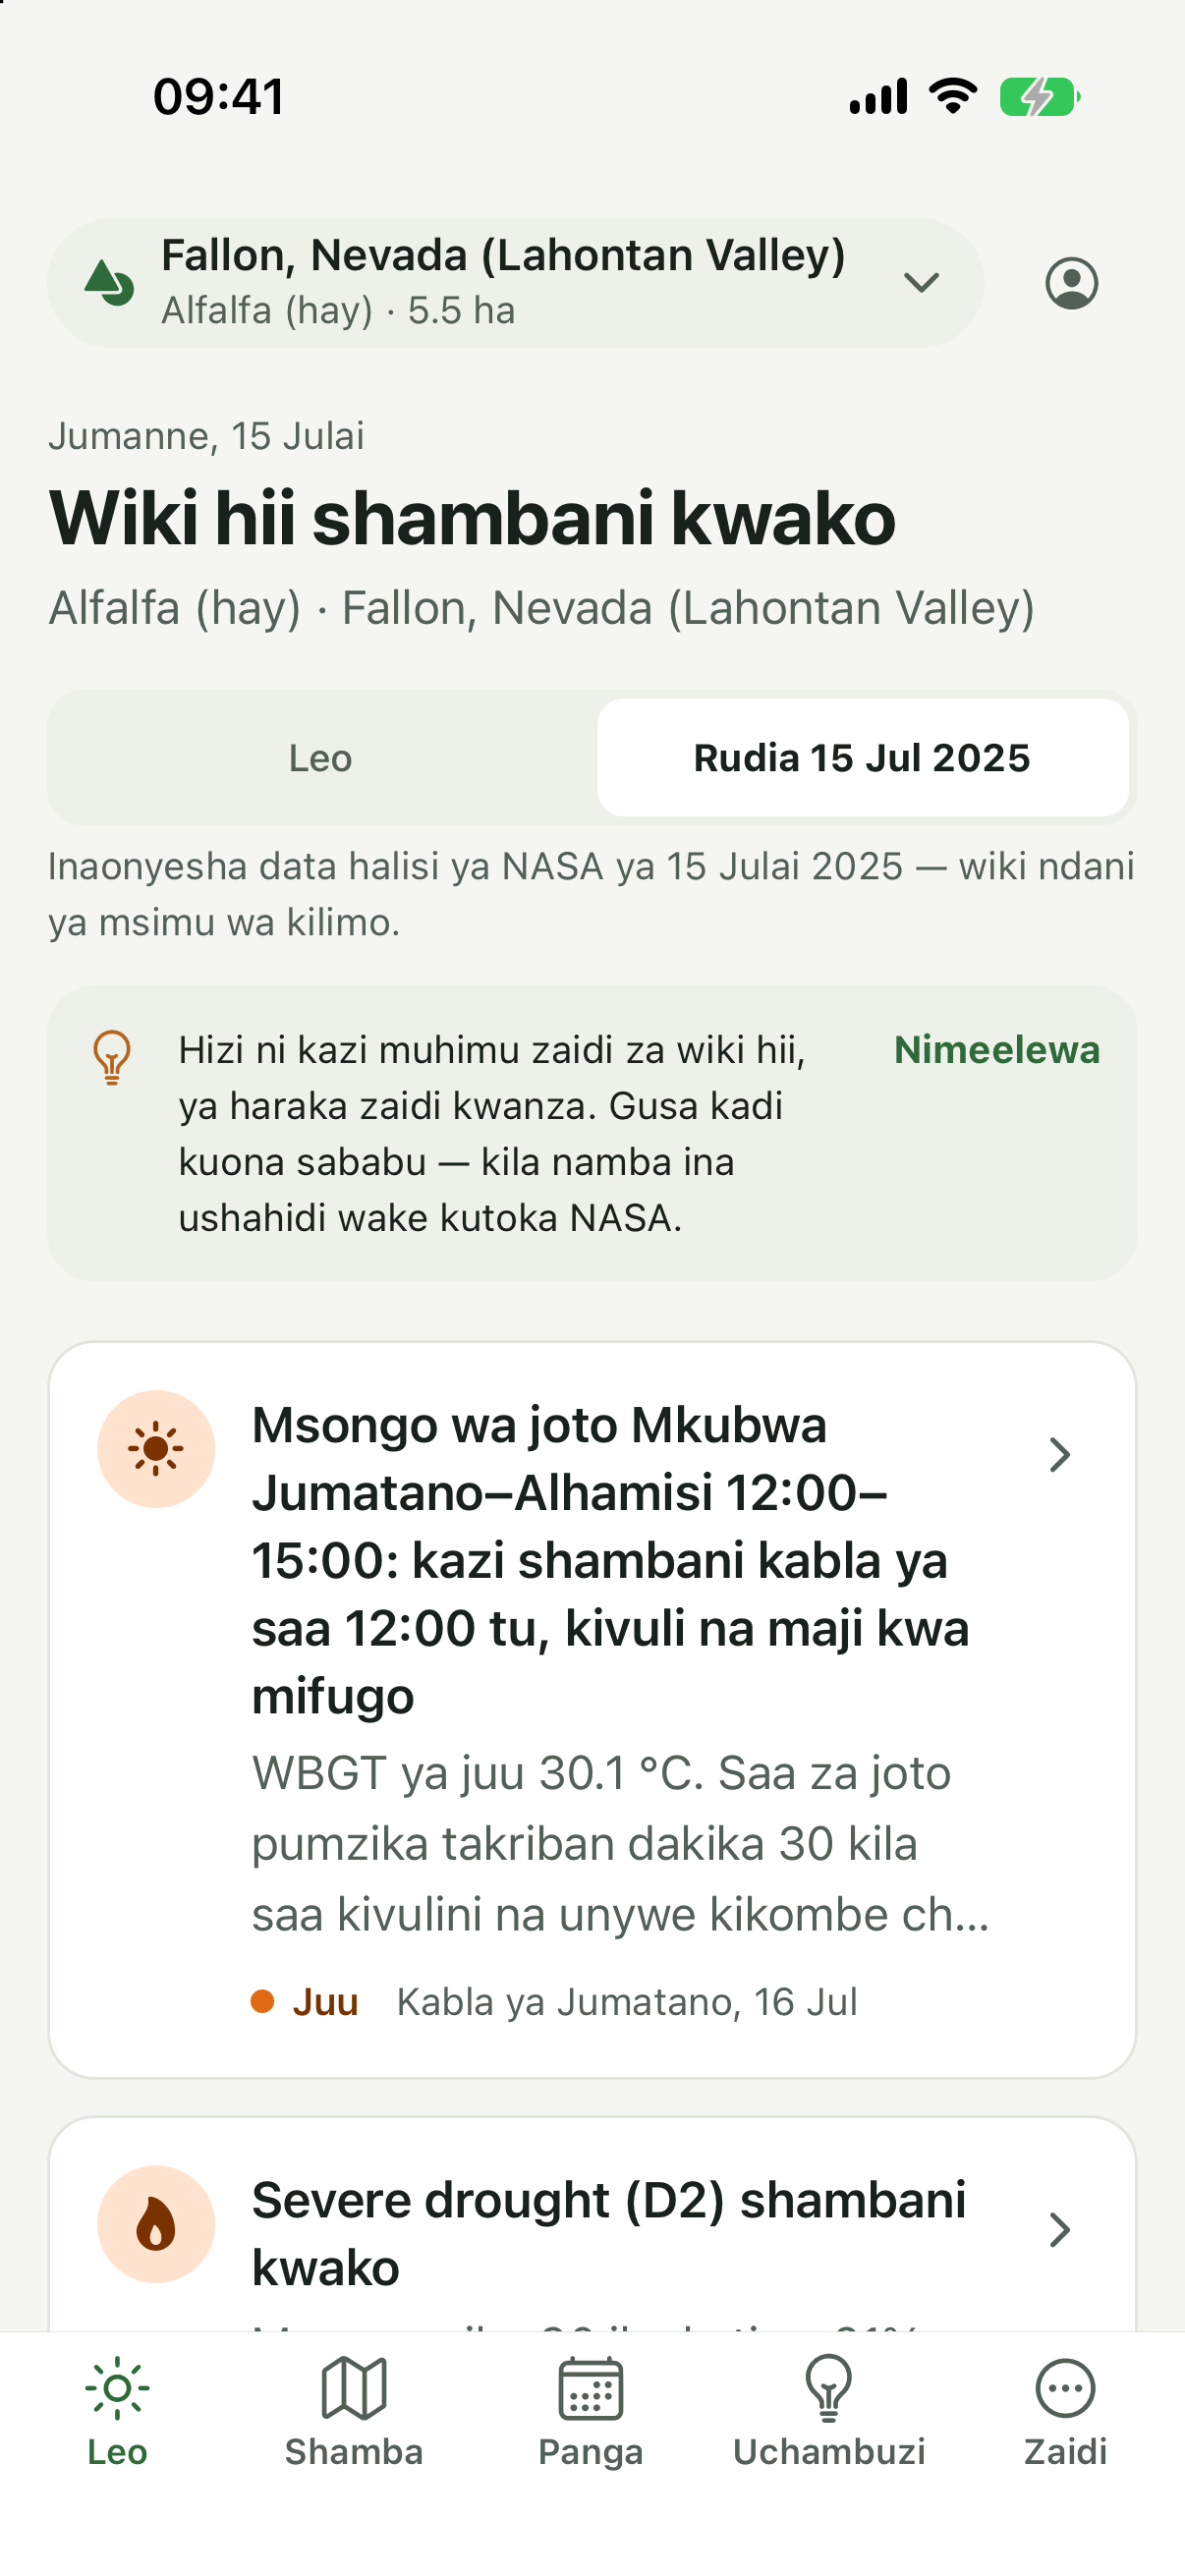 09:41
Fallon, Nevada (Lahontan Valley)
Alfalfa (hay) · 5.5 ha
Jumanne, 15 Julai
Wiki hii shambani kwako
Alfalfa (hay) · Fallon, Nevada (Lahontan Valley)
Leo
Rudia 15 Jul 2025
Inaonyesha data halisi ya NASA ya 15 Julai 2025 — wiki ndani
ya msimu wa kilimo.
Hizi ni kazi muhimu zaidi za wiki hii,
ya haraka zaidi kwanza. Gusa kadi
kuona sababu — kila namba ina
ushahidi wake kutoka NASA.
Nimeelewa
Msongo wa joto Mkubwa
Jumatano–Alhamisi 12:00–
15:00: kazi shambani kabla ya
saa 12:00 tu, kivuli na maji kwa
mifugo
WBGT ya juu 30.1 °C. Saa za joto
pumzika takriban dakika 30 kila
saa kivulini na unywe kikombe ch...
Juu
Kabla ya Jumatano, 16 Jul
Severe drought (D2) shambani
kwako
Leo
Shamba
Panga
Uchambuzi
Zaidi